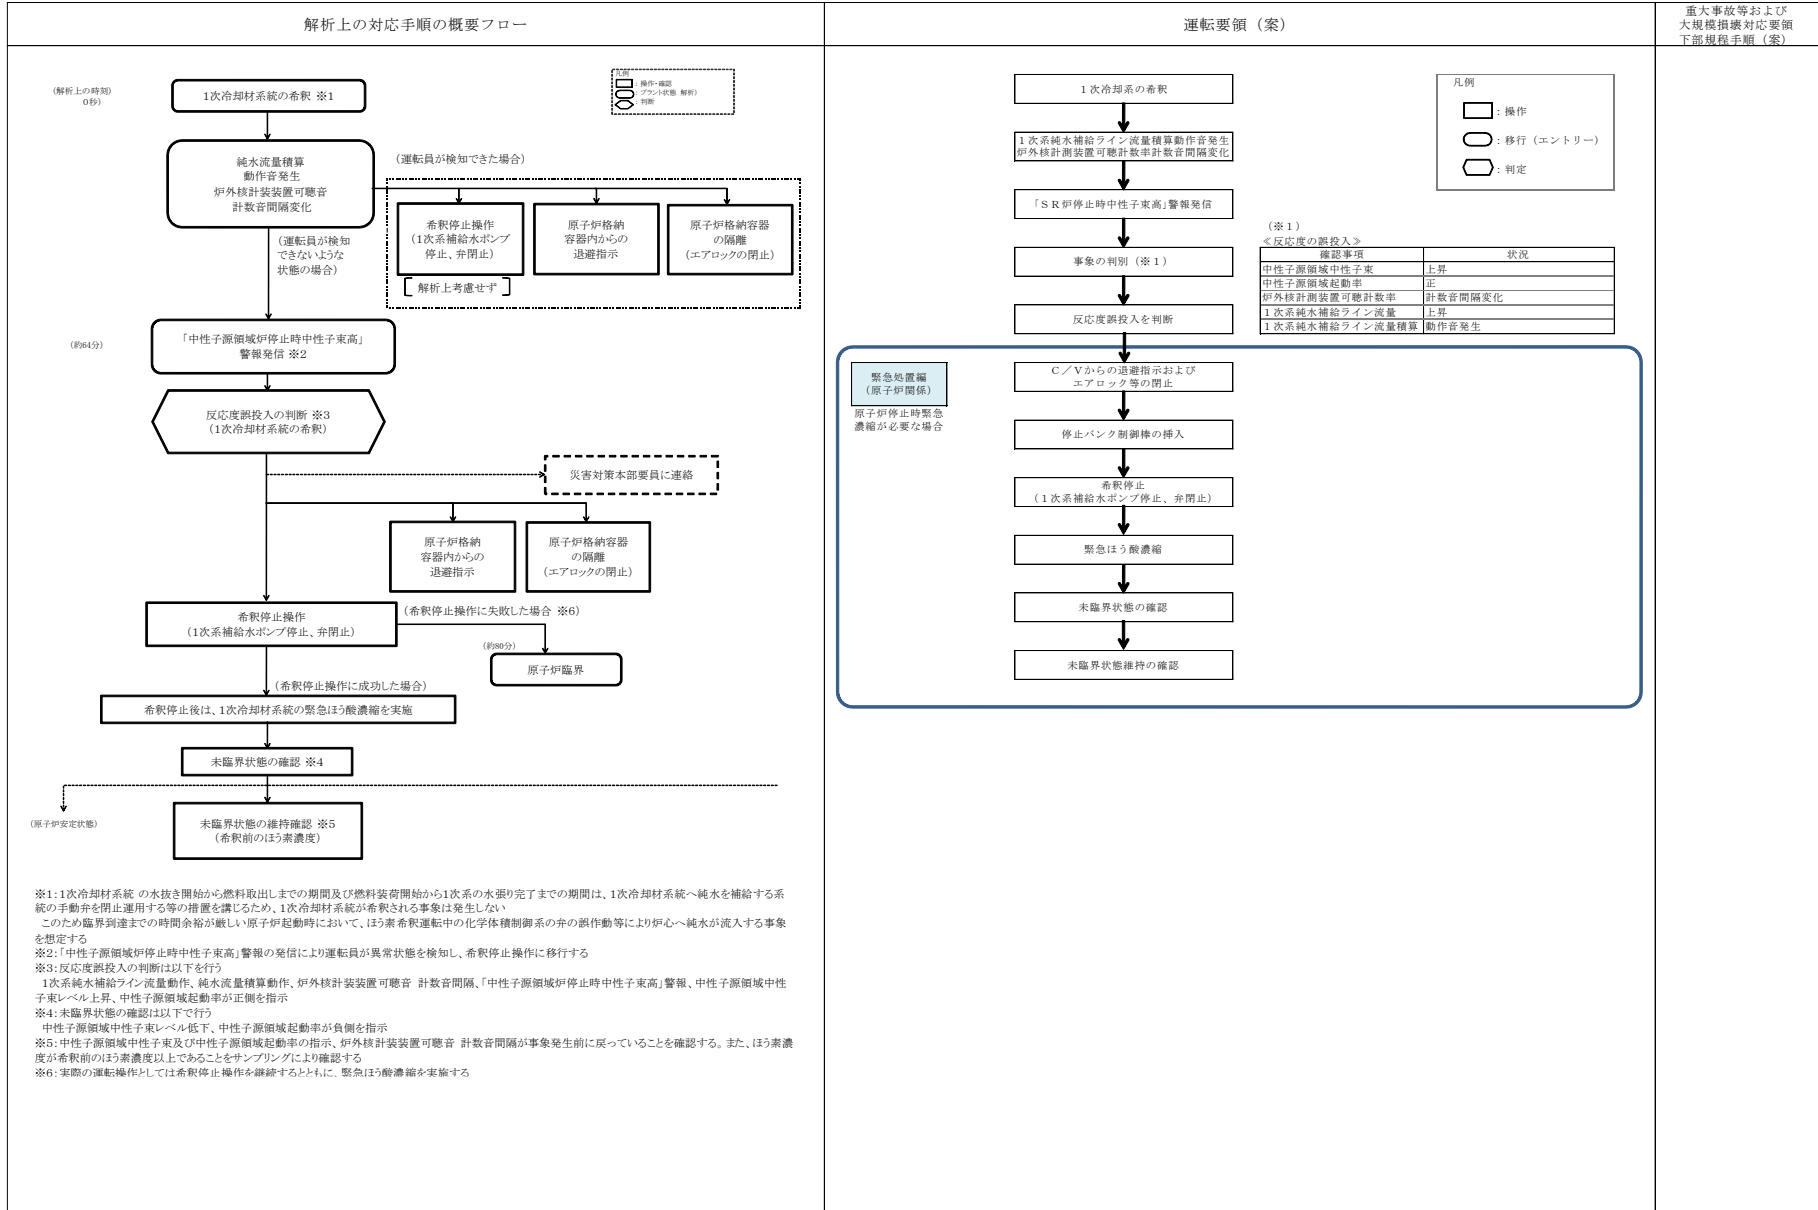 解析上の対応手順の概要フロー
運転要領（案）
重大事故等および
大規模損壊対応要領
下部規程手順（案）
（解析上の時刻）
0秒）
1次冷却材系統の希釈 ※1
凡例
：操作・確認
：プラント状態（解析）
：判断
純水流量積算
動作音発生
炉外核計装装置可聴音
計数音間隔変化
（運転員が検知できた場合）
希釈停止操作
（1次系補給水ポンプ
停止、弁閉止）
解析上考慮せず
原子炉格納
容器内からの
退避指示
原子炉格納容器
の隔離
（エアロックの閉止）
（運転員が検知
できないような
状態の場合）
（約64分）
「中性子源領域炉停止時中性子束高」
警報発信 ※2
反応度誤投入の判断 ※3
（1次冷却材系統の希釈）
災害対策本部要員に連絡
原子炉格納
容器内からの
退避指示
原子炉格納容器
の隔離
（エアロックの閉止）
希釈停止操作
（1次系補給水ポンプ停止、弁閉止）
（希釈停止操作に失敗した場合 ※6）
（約80分）
原子炉臨界
（希釈停止操作に成功した場合）
希釈停止後は、1次冷却材系統の緊急ほう酸濃縮を実施
未臨界状態の確認 ※4
（原子炉安定状態）
未臨界状態の維持確認 ※5
（希釈前のほう素濃度）
※1：1次冷却材系統 の水抜き開始から燃料取出しまでの期間及び燃料装荷開始から1次系の水張り完了までの期間は、1次冷却材系統へ純水を補給する系
統の手動弁を閉止運用する等の措置を講じるため、1次冷却材系統が希釈される事象は発生しない
このため臨界到達までの時間余裕が厳しい原子炉起動時において、ほう素希釈運転中の化学体積制御系の弁の誤作動等により炉心へ純水が流入する事象
を想定する
※2：「中性子源領域炉停止時中性子束高」警報の発信により運転員が異常状態を検知し、希釈停止操作に移行する
※3：反応度誤投入の判断は以下を行う
1次系純水補給ライン流量動作、純水流量積算動作、炉外核計装装置可聴音 計数音間隔、「中性子源領域炉停止時中性子束高」警報、中性子源領域中性
子束レベル上昇、中性子源領域起動率が正側を指示
※4：未臨界状態の確認は以下で行う
中性子源領域中性子束レベル低下、中性子源領域起動率が負側を指示
※5：中性子源領域中性子束及び中性子源領域起動率の指示、炉外核計装装置可聴音 計数音間隔が事象発生前に戻っていることを確認する。また、ほう素濃
度が希釈前のほう素濃度以上であることをサンプリングにより確認する
※6：実際の運転操作としては希釈停止操作を継続するとともに、緊急ほう酸濃縮を実施する
１次冷却系の希釈
１次系純水補給ライン流量積算動作音発生
炉外核計測装置可聴計数率計数音間隔変化
「ＳＲ炉停止時中性子束高」警報発信
事象の判別（※１）
反応度誤投入を判断
凡例
：操作
：移行（エントリー）
：判定
（※１）
≪反応度の誤投入≫
確認事項 状況
中性子源領域中性子束 上昇
中性子源領域起動率 正
炉外核計測装置可聴計数率 計数音間隔変化
１次系純水補給ライン流量 上昇
１次系純水補給ライン流量積算 動作音発生
緊急処置編
（原子炉関係）
原子炉停止時緊急
濃縮が必要な場合
Ｃ／Ｖからの退避指示および
エアロック等の閉止
停止バンク制御棒の挿入
希釈停止
（１次系補給水ポンプ停止、弁閉止）
緊急ほう酸濃縮
未臨界状態の確認
未臨界状態維持の確認